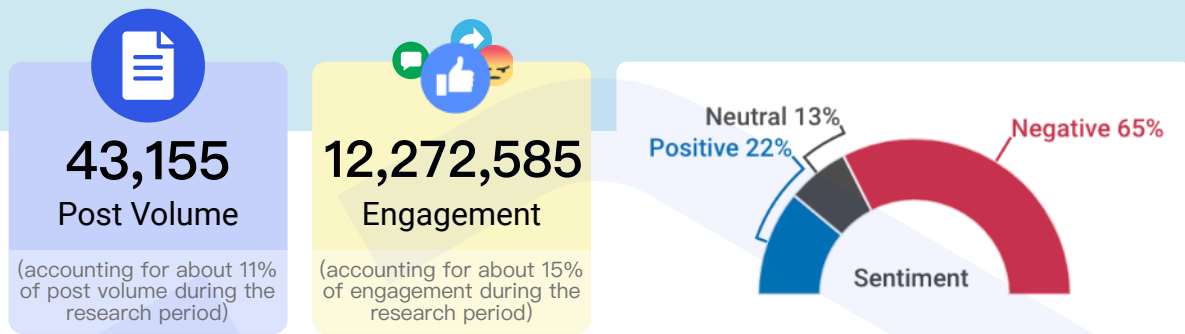 43,155
Post Volume
(accounting for about 11%
of post volume during the
research period)
12,272,585
Engagement
(accounting for about 15%
of engagement during the
research period)
Neutral 13%
Positive 22%
Negative 65%
Sentiment